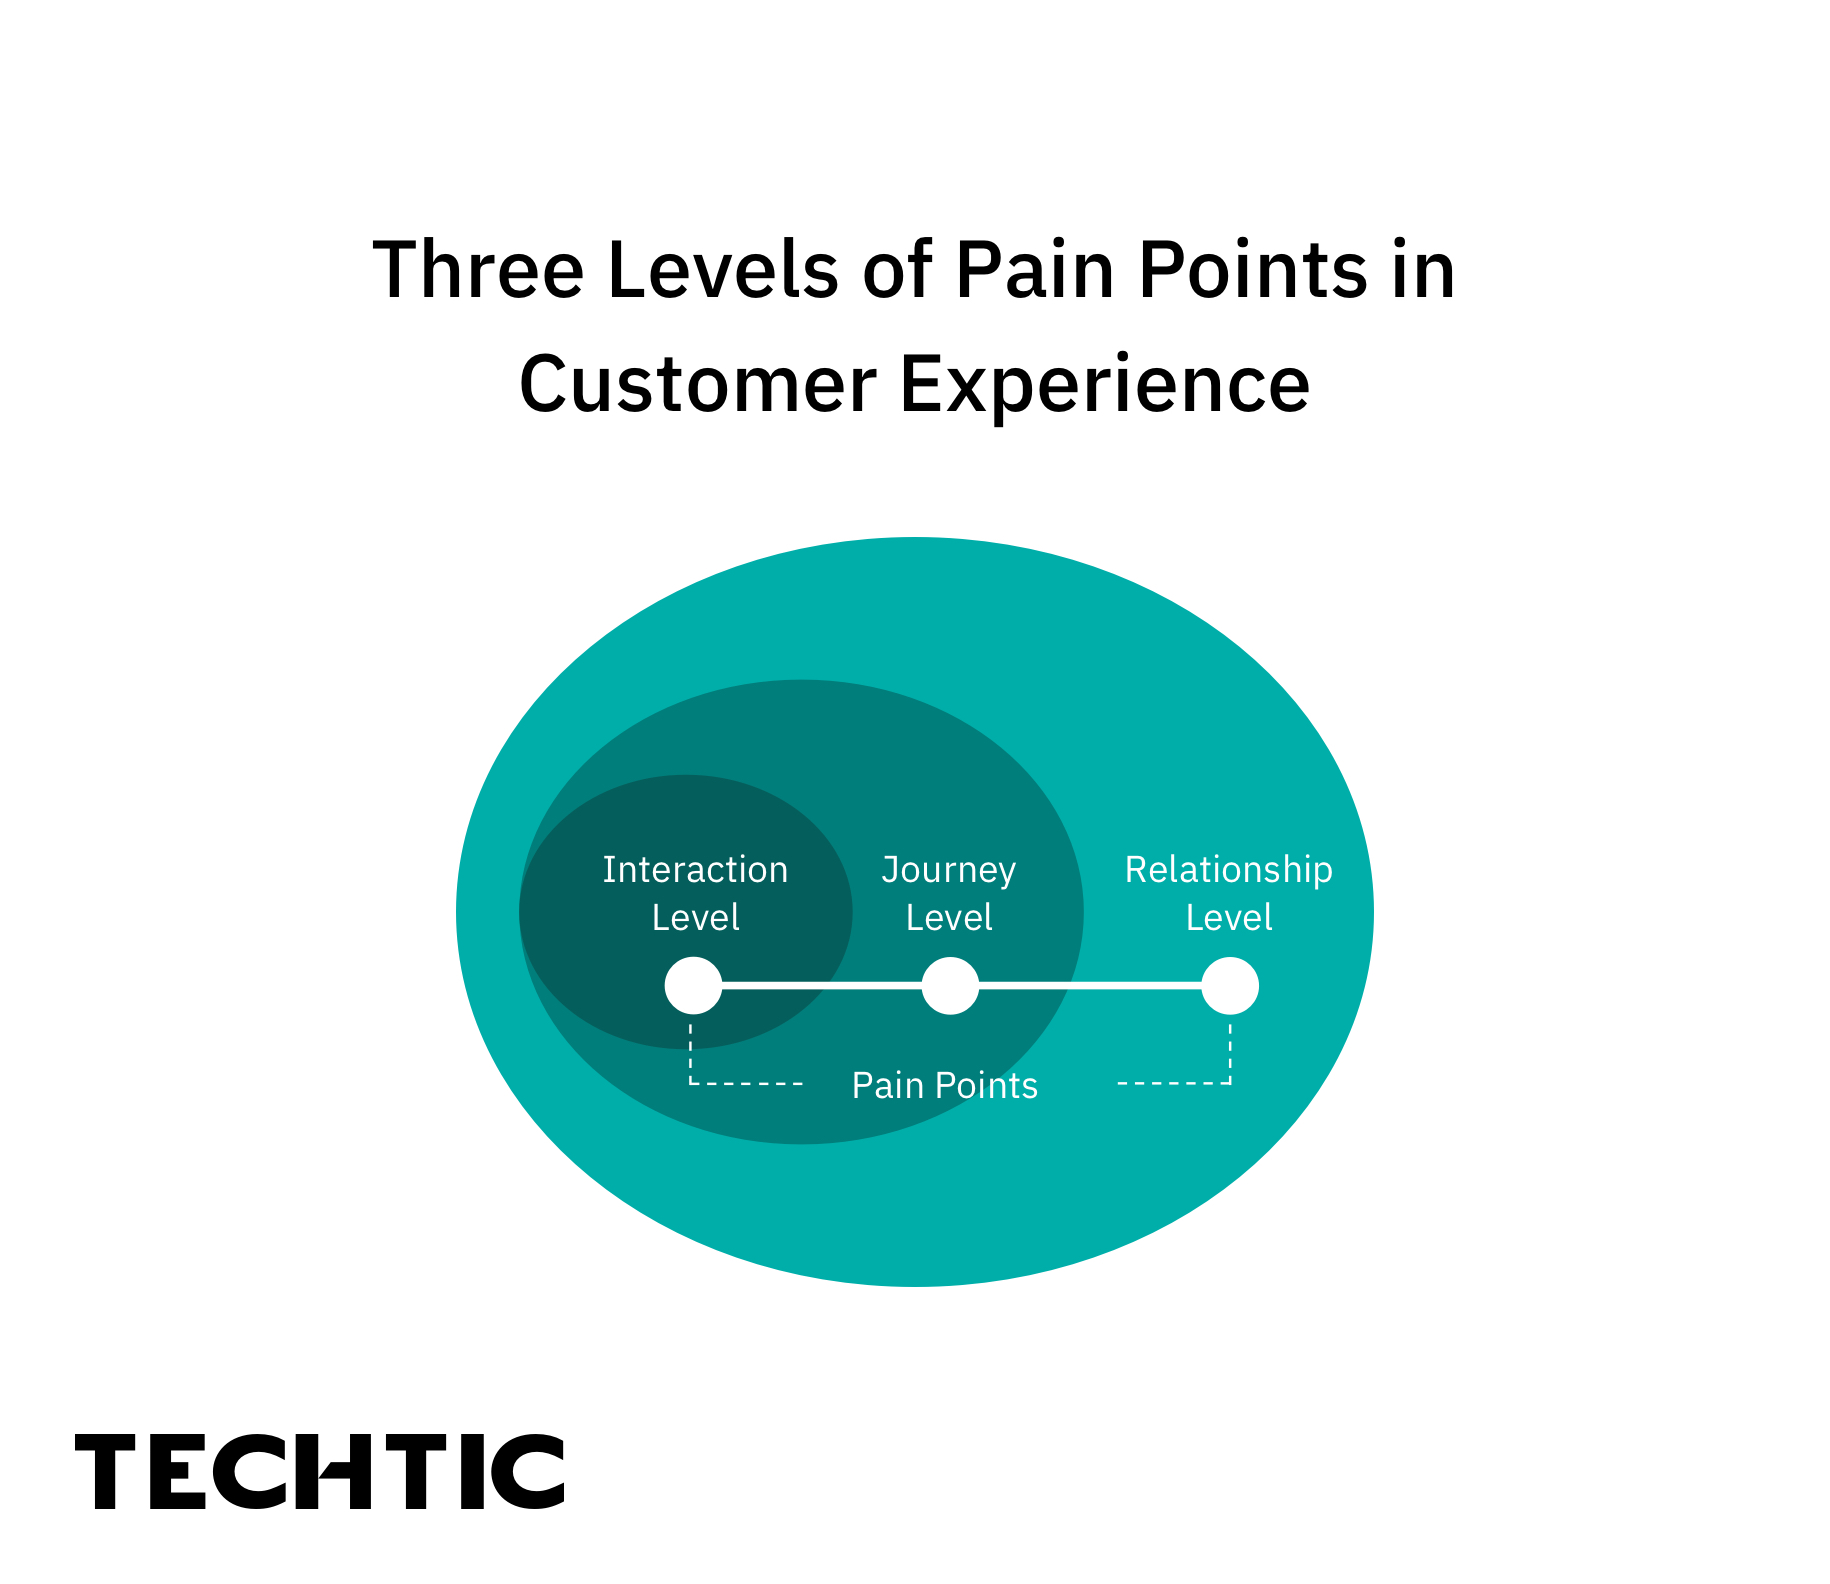 Three Levels of Pain Points in
Customer Experience
Interaction
Level
Journey
Level
Relationship
Level
Pain Points
TECHTIC